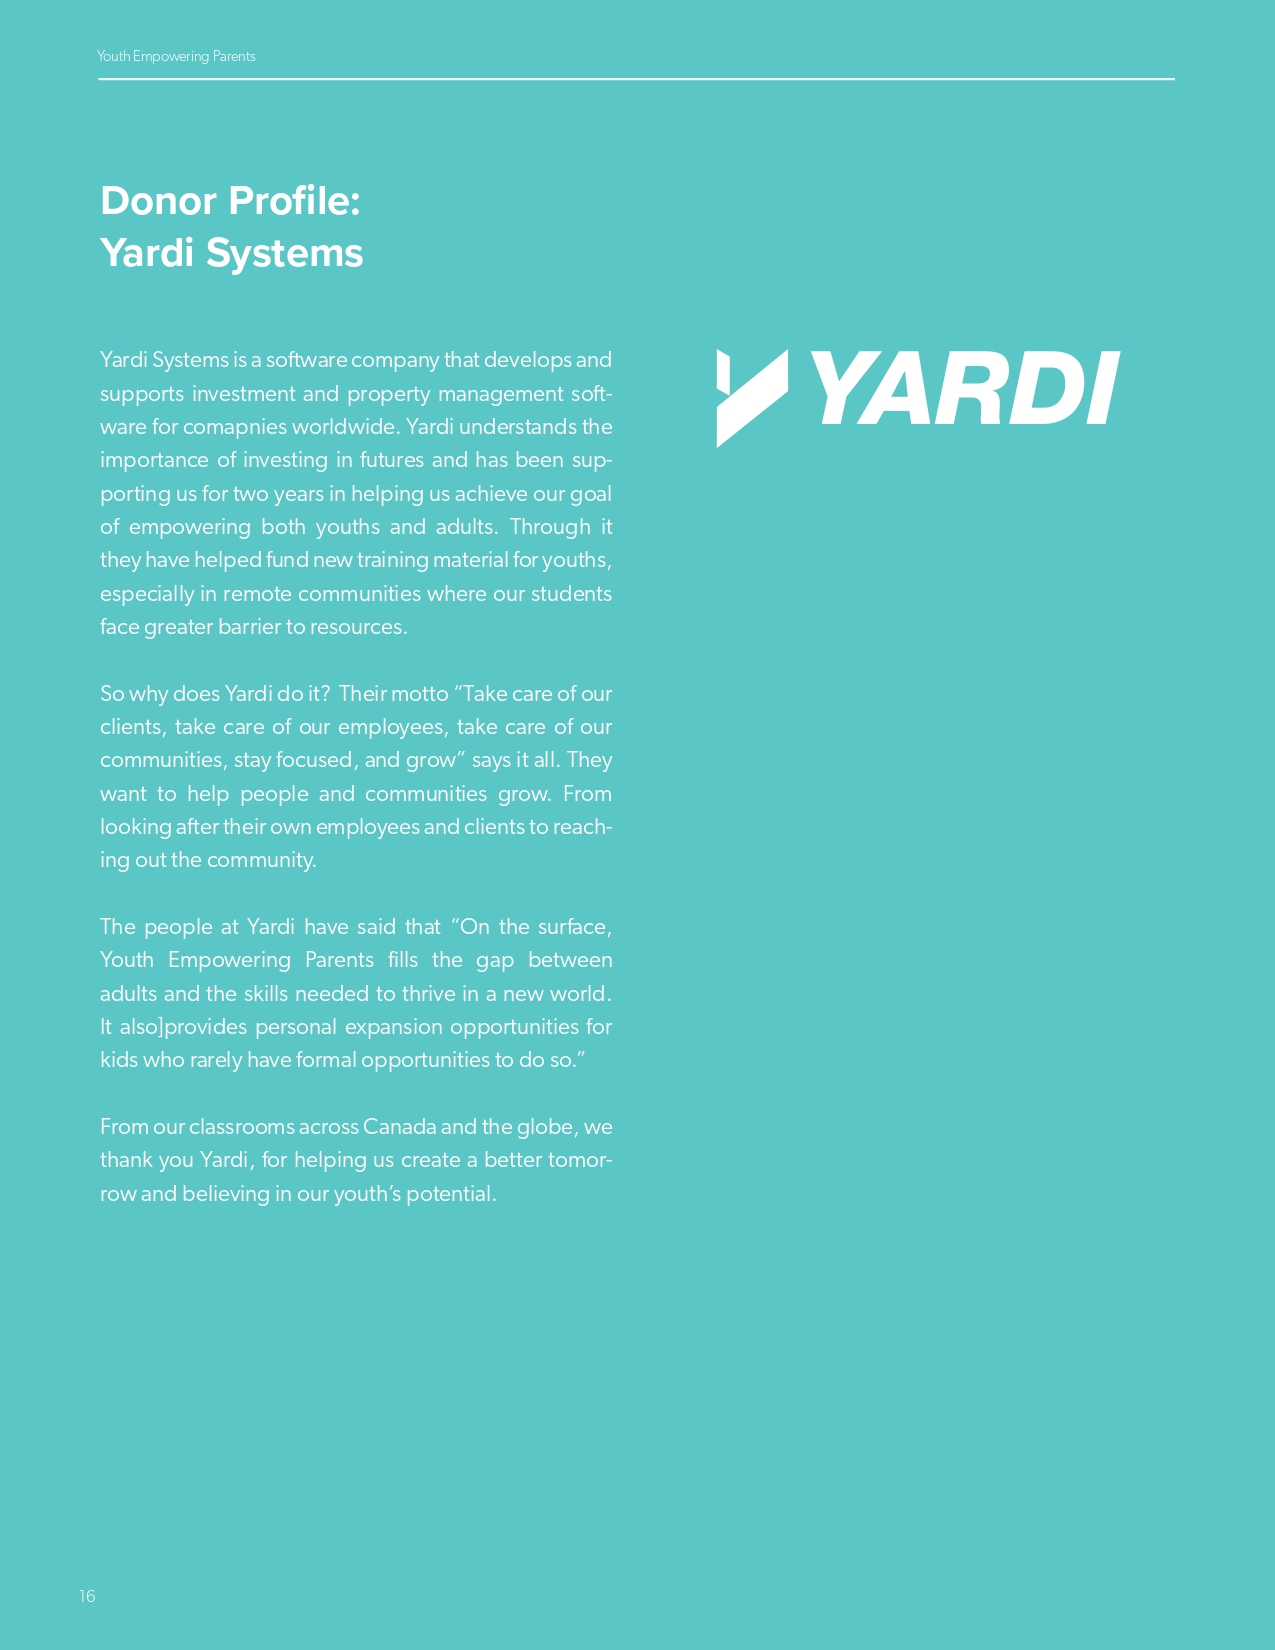 Youth Empowering Parents
Donor Profile:
Yardi Systems
Yardi Systems is a software company that develops and
supports investment and property management soft-
ware for comapnies worldwide. Yardi understands the
importance of investing in futures and has been sup-
porting us for two years in helping us achieve our goal
of empowering both youths and adults. Through it
they have helped fund new training material for youths,
especially in remote communities where our students
face greater barrier to resources.
So why does Yardi do it?  Their motto “Take care of our
clients, take care of our employees, take care of our
communities, stay focused, and grow” says it all. They
want to help people and communities grow. From
looking after their own employees and clients to reach-
ing out the community.
The people at Yardi have said that “On the surface,
Youth Empowering Parents fills the gap between
adults and the skills needed to thrive in a new world.
It also]provides personal expansion opportunities for
kids who rarely have formal opportunities to do so.”
From our classrooms across Canada and the globe, we
thank you Yardi, for helping us create a better tomor-
row and believing in our youth’s potential.
YARDI
16